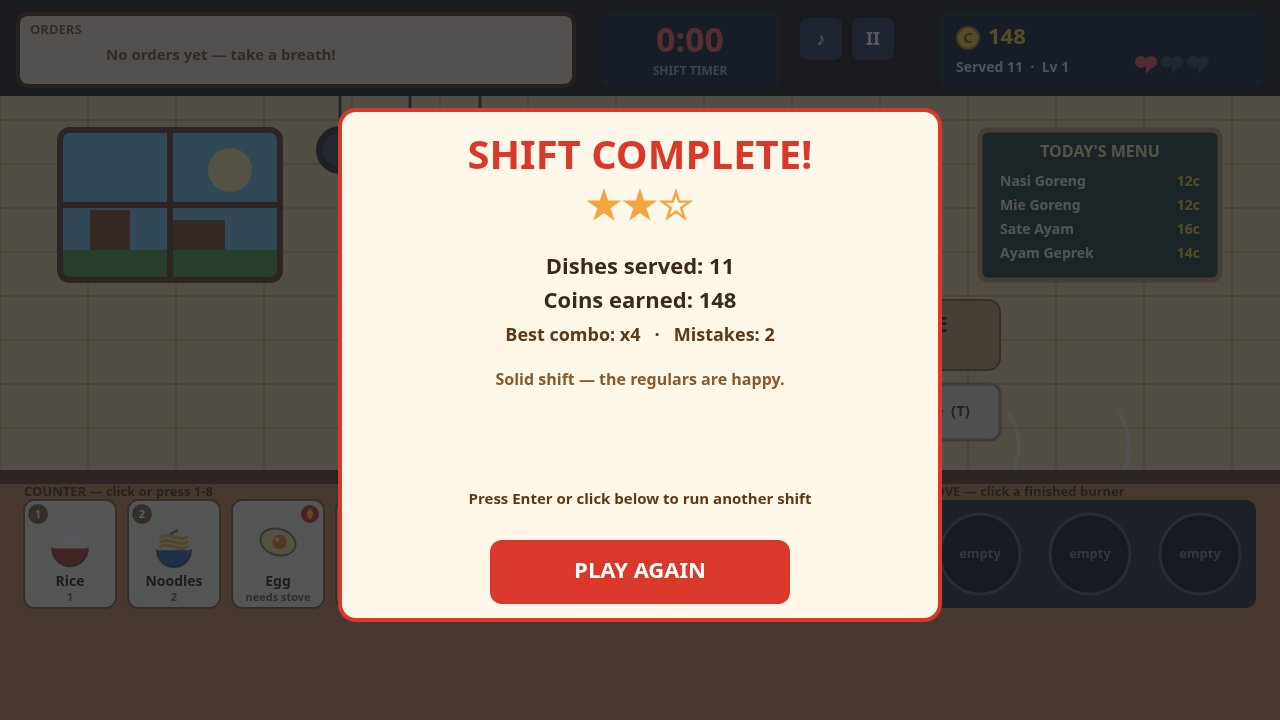 ORDERS
No orders yet — take a breath!
0:00
SHIFT TIMER
♪
II
C 148
Served 11 · Lv 1
SHIFT COMPLETE!
★★☆
Dishes served: 11
Coins earned: 148
Best combo: x4 · Mistakes: 2
Solid shift — the regulars are happy.
Press Enter or click below to run another shift
PLAY AGAIN
TODAY'S MENU
Nasi Goreng 12c
Mie Goreng 12c
Sate Ayam 16c
Ayam Geprek 14c
E
(T)
COUNTER — click or press 1-8
1
Rice
1
2
Noodles
2
Egg
needs stove
OVE — click a finished burner
empty
empty
empty